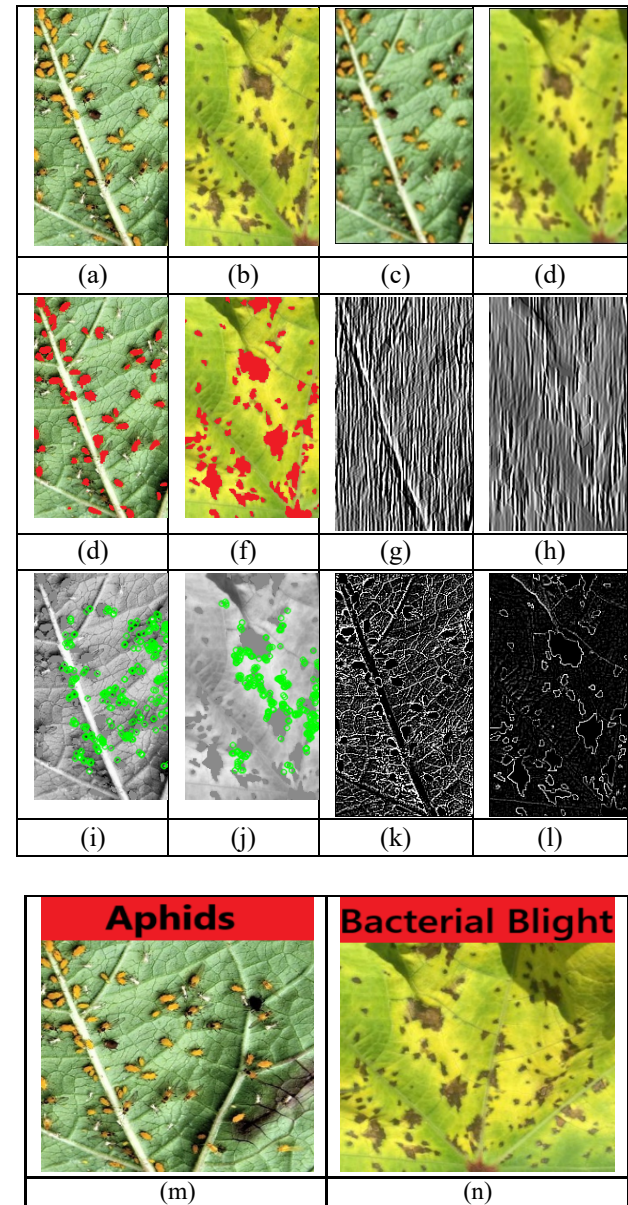 (a) (b) (c) (d)
(d) (f) (g) (h)
(i) (j) (k) (l)
Aphids Bacterial Blight
(m) (n)